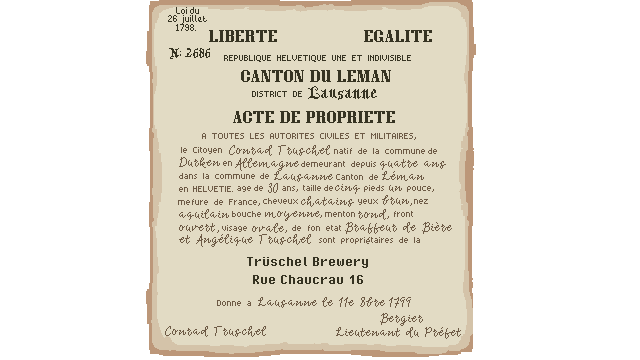 Loi du
26 juillet
1798.
LIBERTE EGALITE
N: 2686 REPUBLIQUE HELVETIQUE UNE ET INDIVISIBLE
CANTON DU LEMAN
DISTRICT DE Lausanne
ACTE DE PROPRIETE
A TOUTES LES AUTORITES CIVILES ET MILITAIRES,
le Citoyen Conrad Truschel natif de la commune de
Durken en Allemagne demeurant depuis quatre ans
dans la commune de Lausanne Canton de Léman
en HELVETIE. age de 30 ans, taille de cinq pieds un pouce,
mefure de France, cheveux chatains yeux brun, nez
aquilain bouche moyenne, menton rond, front
ouvert, visage ovale, de fon etat Braffeur de Bière
et Angélique Truschel sont propriétaires de la
Trüschel Brewery
Rue Chaucrau 16
Donne a Lausanne le 11e 8bre 1799
Bergier
Conrad Truschel Lieutenant du Préfet